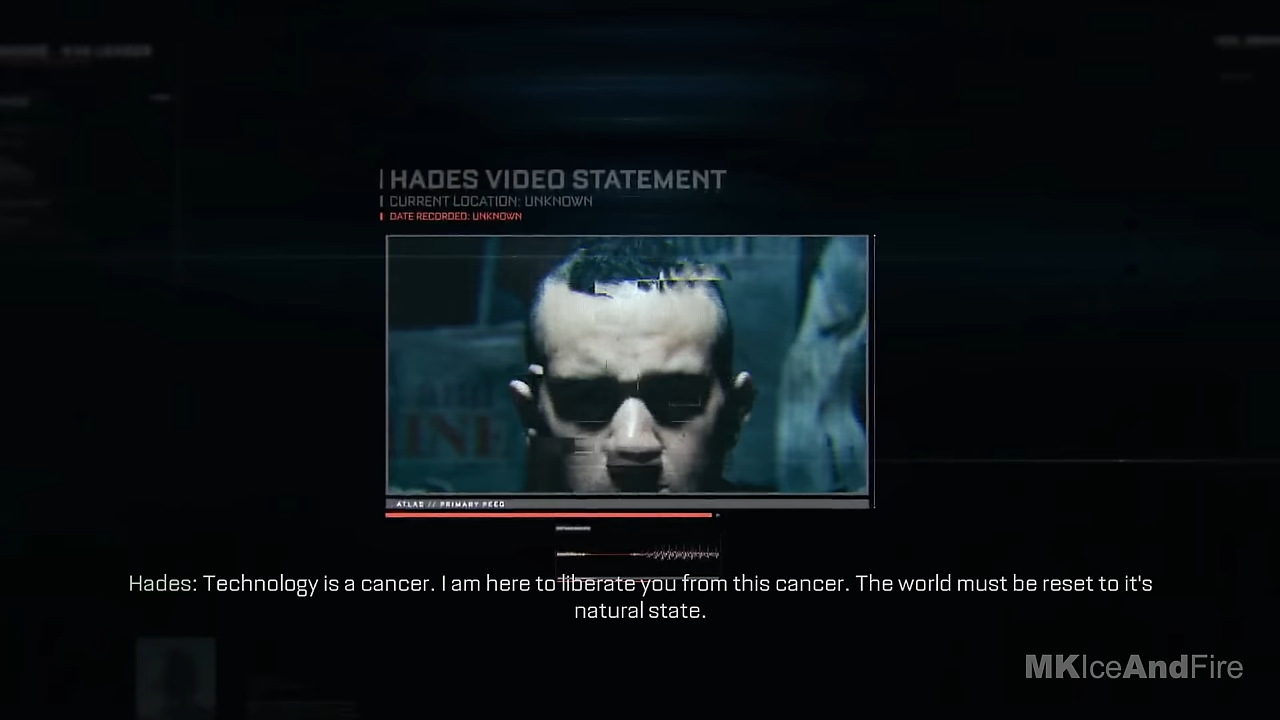 HADES VIDEO STATEMENT
CURRENT LOCATION: UNKNOWN
DATE RECORDED: UNKNOWN
INE
ATLAS // PRIMARY FEED
Hades: Technology is a cancer. I am here to liberate you from this cancer. The world must be reset to it's
natural state.
MKIceAndFire